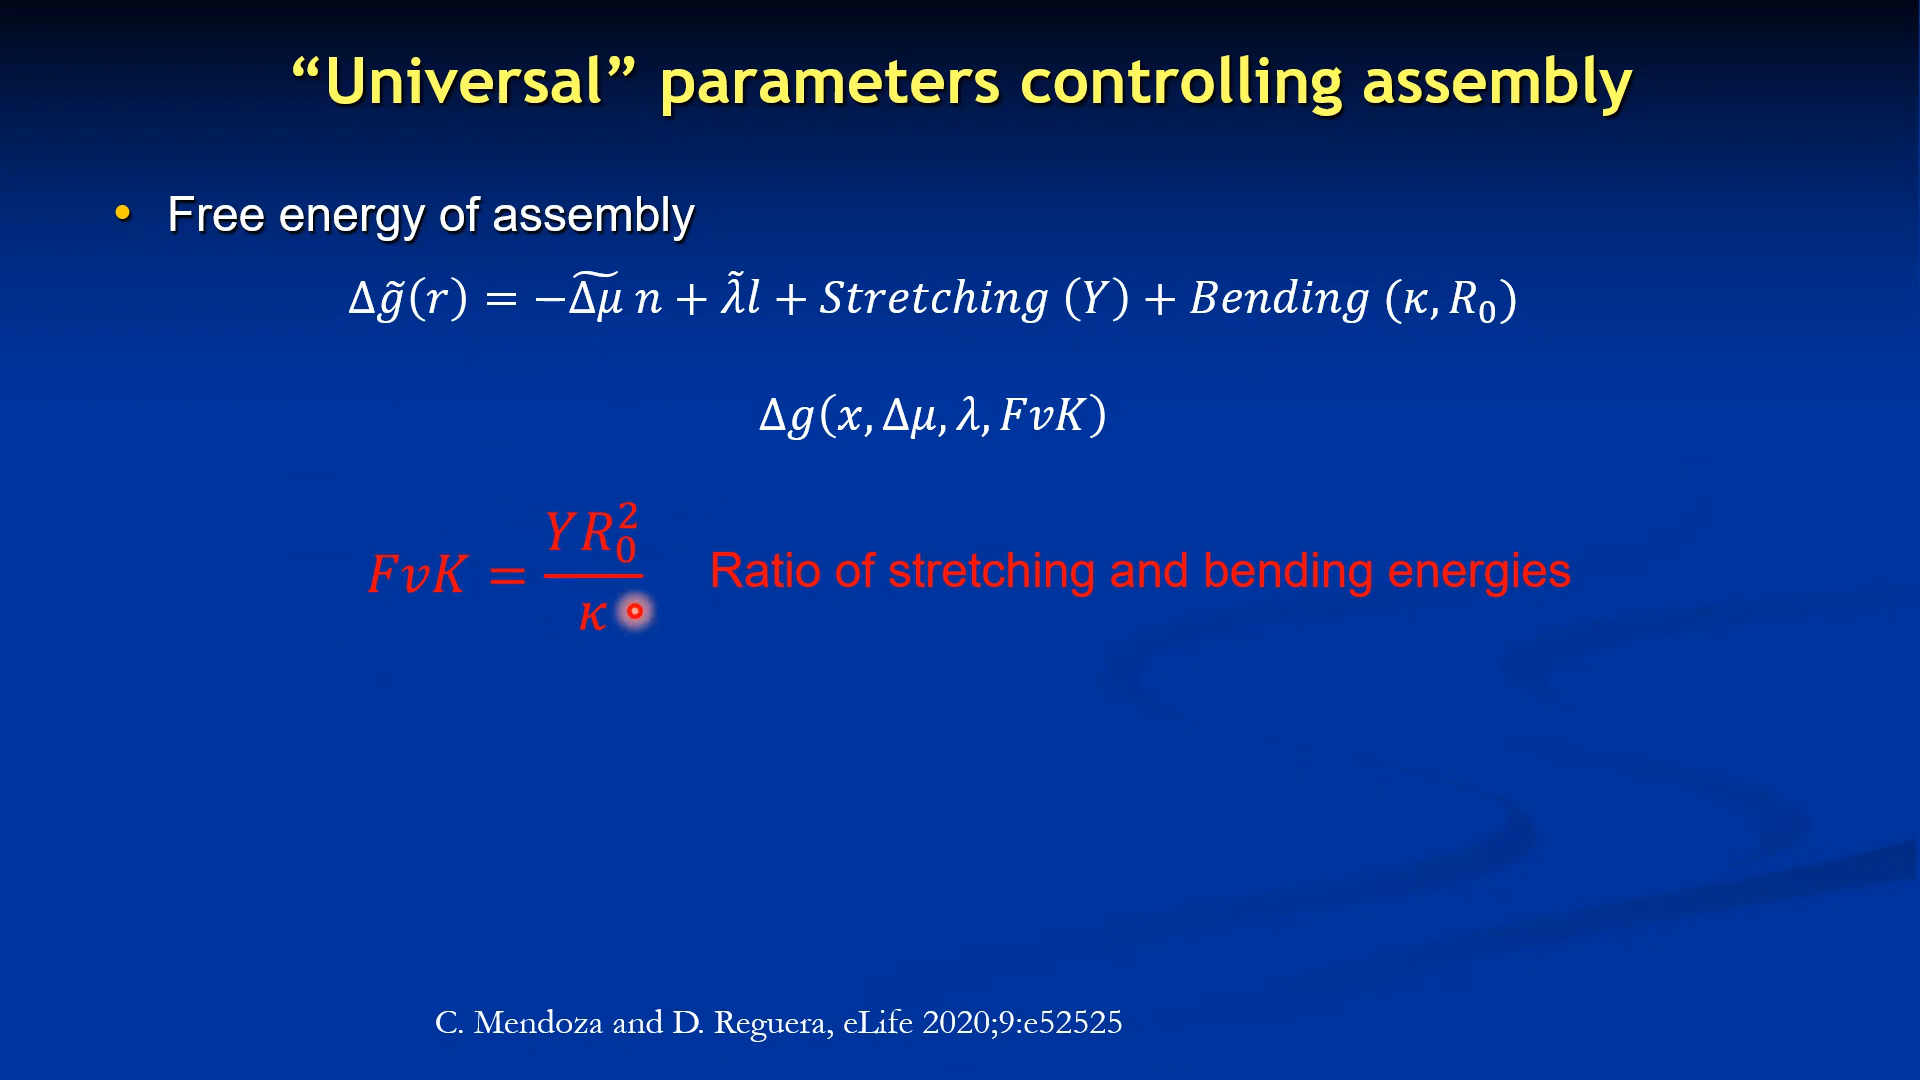 “Universal” parameters controlling assembly
• Free energy of assembly
Δg̃(r) = −Δμ͂ n + λ̃l + Stretching (Y) + Bending (κ, R₀)
Δg(x, Δμ, λ, FvK)
FvK = YR₀²/κ Ratio of stretching and bending energies
C. Mendoza and D. Reguera, eLife 2020;9:e52525